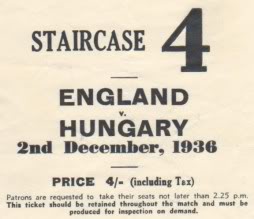 STAIRCASE 4
ENGLAND
v.
HUNGARY
2nd December, 1936
PRICE 4/- (including Tax)
Patrons are requested to take their seats not later than 2.25 p.m.
This ticket should be retained throughout the match and must be
produced for inspection on demand.